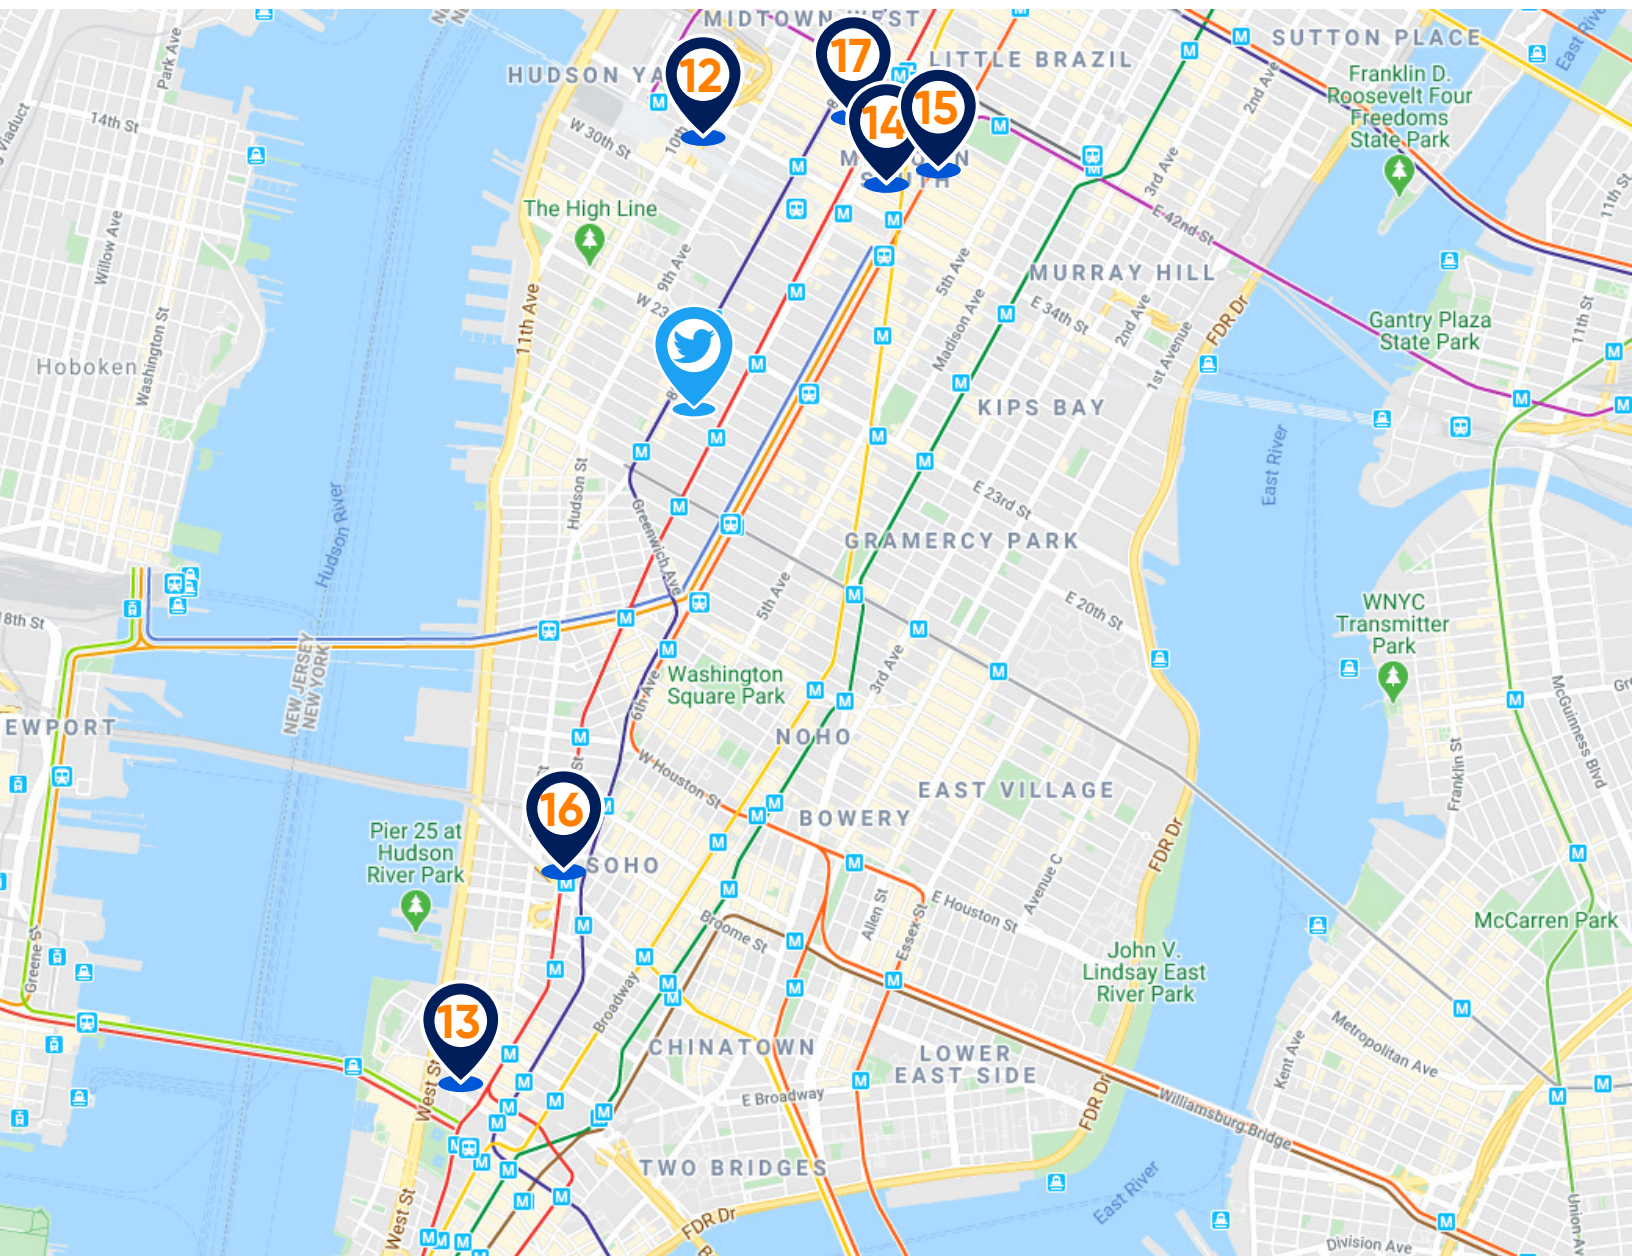 MIDTOWN WEST
SUTTON PLACE
East River
Park Ave
HUDSON YA
12
17
LITTLE BRAZIL
Franklin D.
Roosevelt Four
Freedoms
State Park
2nd Ave
14th St
W 30th St
10th
14
15
3rd Ave
11th St
E 42nd St
The High Line
Willow Ave
9th Ave
5th Ave
MURRAY HILL
W 23
11th Ave
Madison Ave
E 34th St
2nd Ave
1st Avenue
FDR Dr
Gantry Plaza
State Park
11th St
Hoboken
Washington St
KIPS BAY
East River
Hudson St
Hudson River
Greenwich Ave
E 23rd St
GRAMERCY PARK
18th St
5th Ave
E 20th St
WNYC
Transmitter
Park
NEW JERSEY
NEW YORK
Washington
Square Park
6th Ave
3rd Ave
McGuinness Blvd
EWPORT
NOHO
W Houston St
Franklin St
EAST VILLAGE
BOWERY
16
Pier 25 at
Hudson
River Park
SOHO
FDR Dr
Avenue C
Allen St
Essex St
E Houston St
Broome St
McCarren Park
Greene St
John V.
Lindsay East
River Park
Broadway
13
CHINATOWN
LOWER
EAST SIDE
Kent Ave
Metropolitan Ave
West St
E Broadway
FDR Dr
Williamsburg Bridge
TWO BRIDGES
East River
West St
FDR Dr
Union A
Division Ave